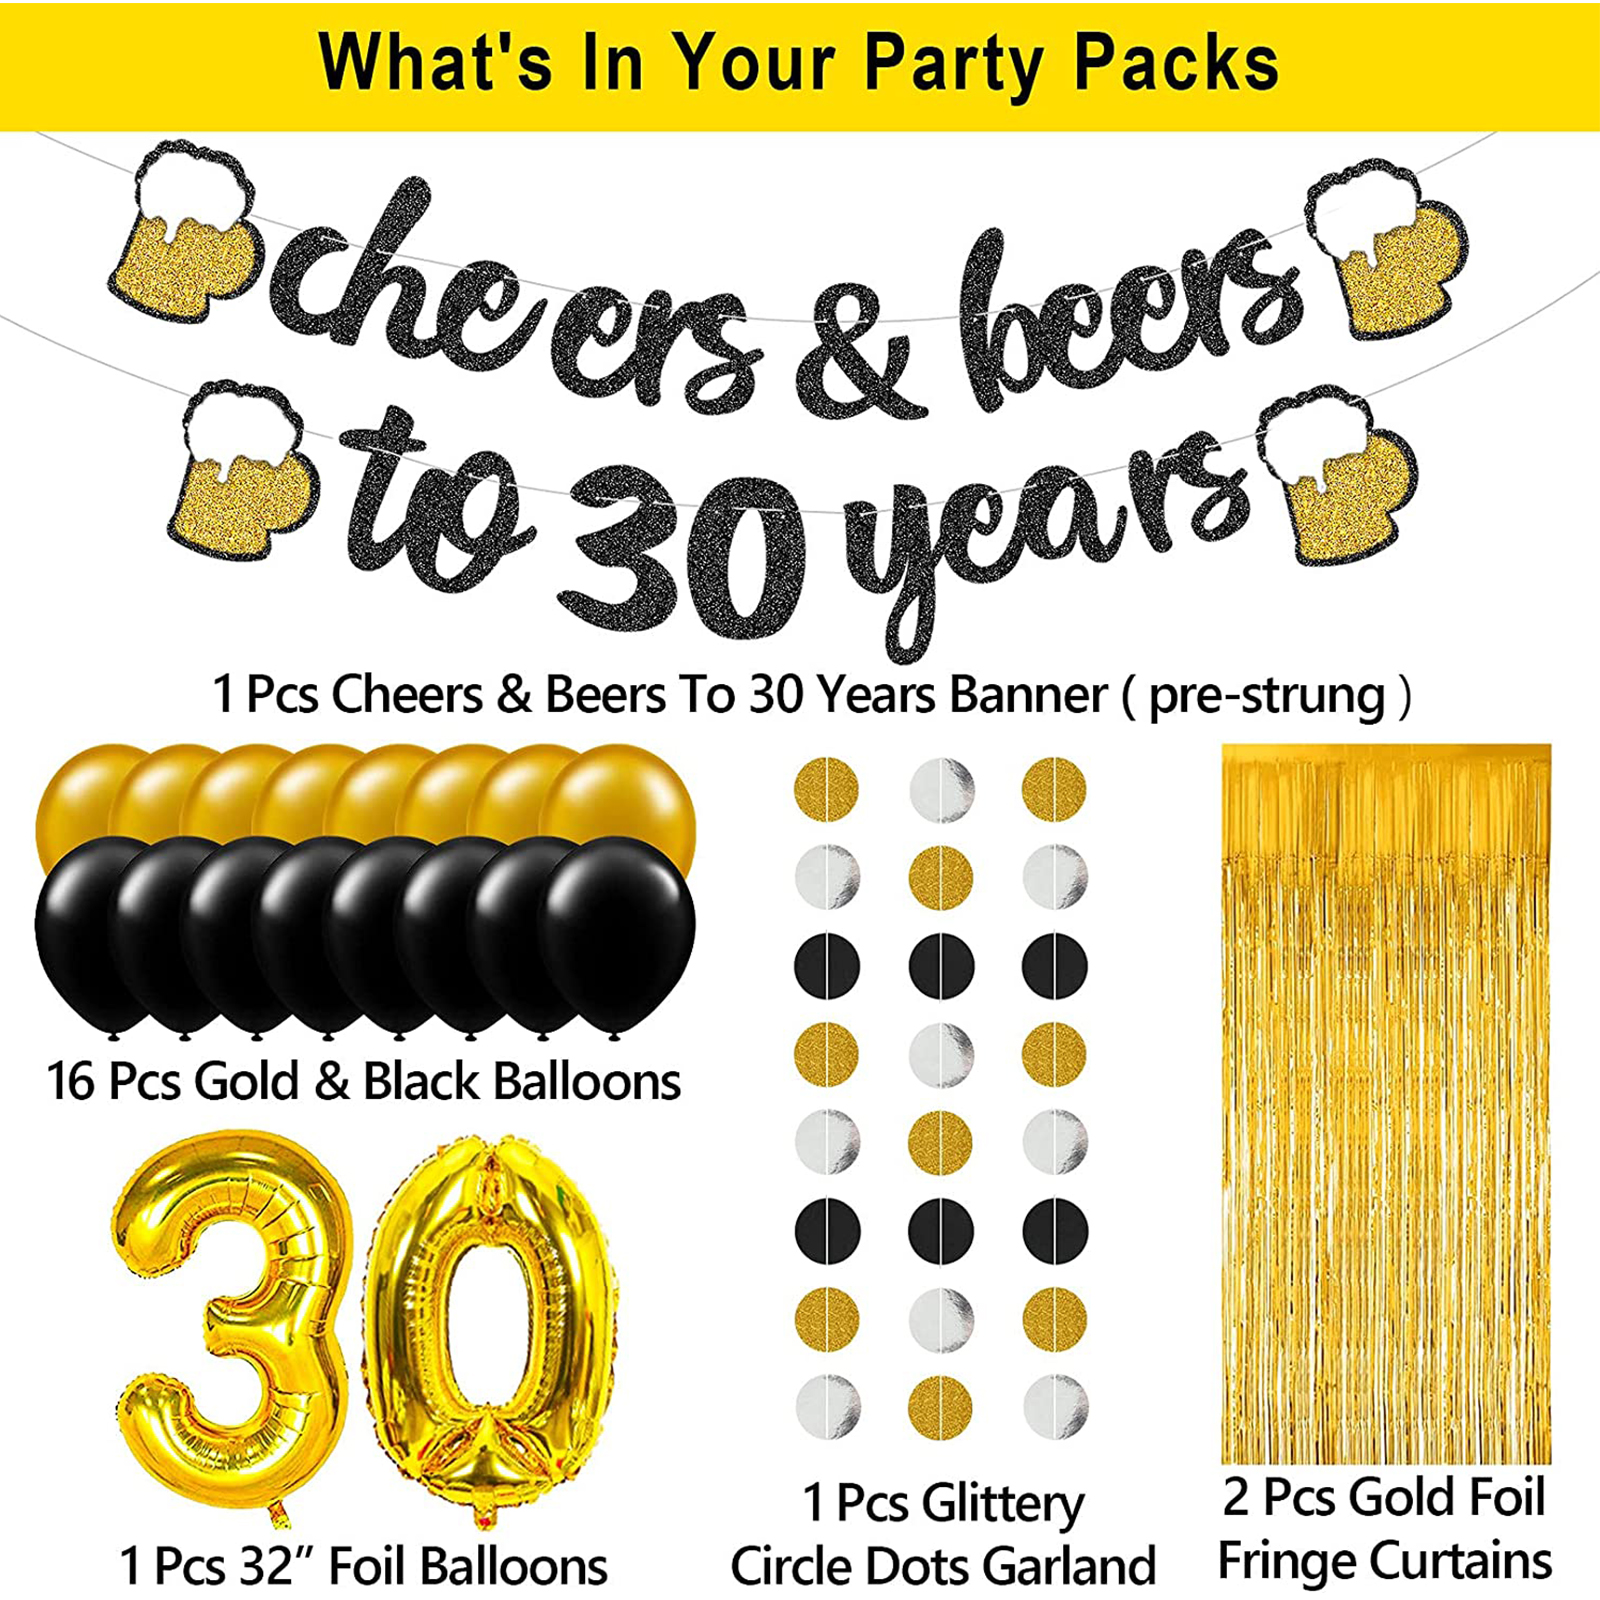 What's In Your Party Packs
cheers & beers
to 30 years
1 Pcs Cheers & Beers To 30 Years Banner ( pre-strung )
16 Pcs Gold & Black Balloons
30
1 Pcs 32” Foil Balloons
1 Pcs Glittery
Circle Dots Garland
2 Pcs Gold Foil
Fringe Curtains